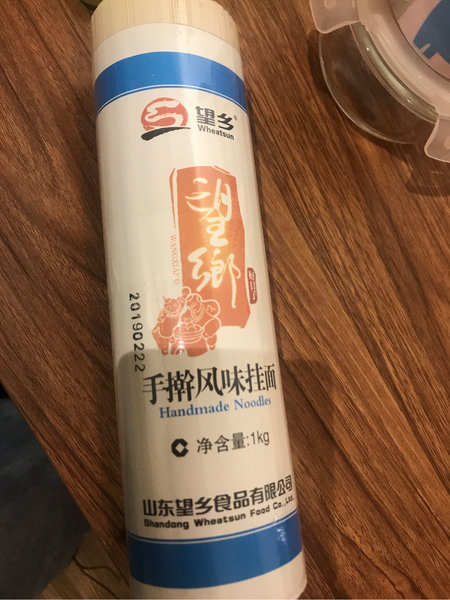 望乡®
Wheatsun
望鄉
WANGXIANG
20190222
手擀风味挂面
Handmade Noodles
C 净含量:1kg
山东望乡食品有限公司
Shandong Wheatsun Food Co.,Ltd.